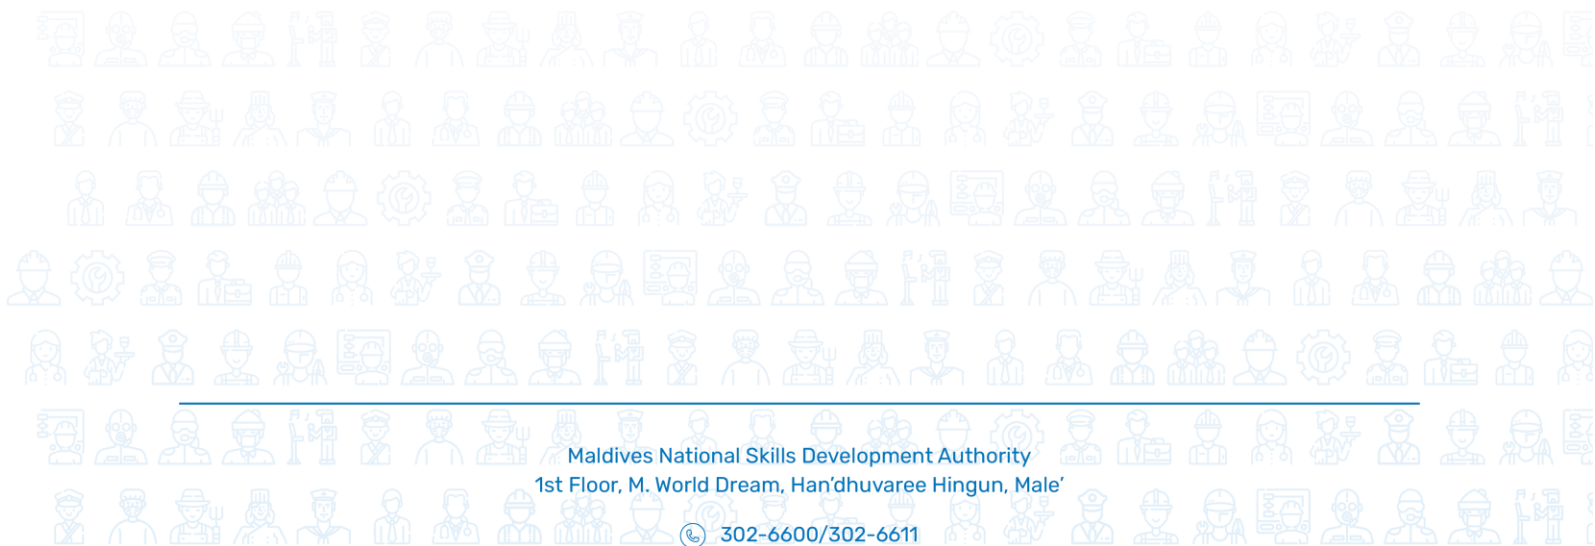 Maldives National Skills Development Authority
1st Floor, M. World Dream, Han’dhuvaree Hingun, Male’
302-6600/302-6611